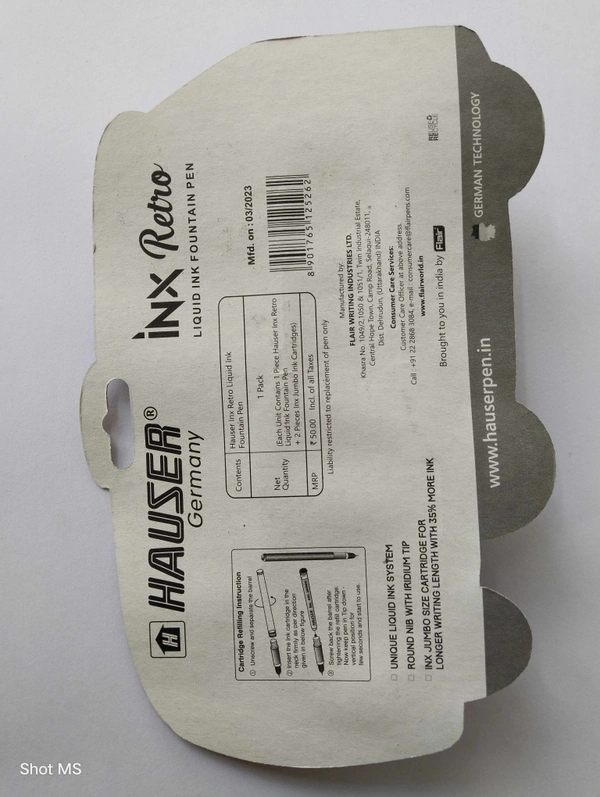 HAUSER®
Germany
iNX Retro
LIQUID INK FOUNTAIN PEN
Cartridge Refilling Instruction
① Unscrew and separate the barrel
② Insert the ink cartridge in the
neck firmly as per direction
given in below figure
③ Screw back the barrel after
tightening the refill cartridge.
Now keep pen in Tip down
vertical position for
few seconds and start to use.
Contents
Hauser Inx Retro Liquid Ink
Fountain Pen
Net
Quantity
1 Pack
(Each Unit Contains 1 Piece Hauser Inx Retro
Liquid Ink Fountain Pen
+ 2 Pieces Inx Jumbo Ink Cartridges)
MRP
₹ 50.00 Incl. of all Taxes
Liability restricted to replacement of pen only
Mfd. on : 03/2023
8 901765 125262
Manufactured by:
FLAIR WRITING INDUSTRIES LTD.
Khasra No. 1049/2,1050 & 1051/1, Twin Industrial Estate,
Central Hope Town, Camp Road, Selaqui-248011,
Dist. Dehrudun, (Uttarakhand) INDIA
Consumer Care Services:
Customer Care Officer at above address,
Call : +91 22 2868 3084, e-mail : consumercare@flairpens.com
www.flairworld.in
Brought to you in india by Flair
UNIQUE LIQUID INK SYSTEM
ROUND NIB WITH IRIDIUM TIP
INX JUMBO SIZE CARTRIDGE FOR
LONGER WRITING LENGTH WITH 35% MORE INK
www.hauserpen.in
GERMAN TECHNOLOGY
Shot MS